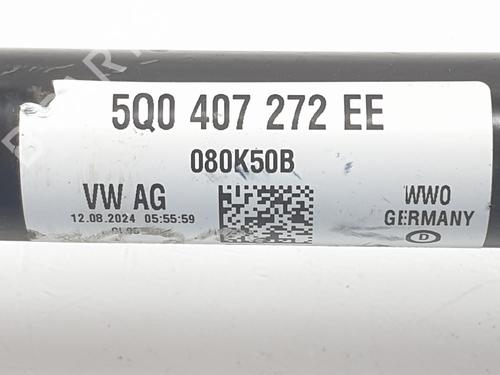 5Q0 407 272 EE
080K50B
VW AG
12.08.2024 05:55:59
WWO
GERMANY
D